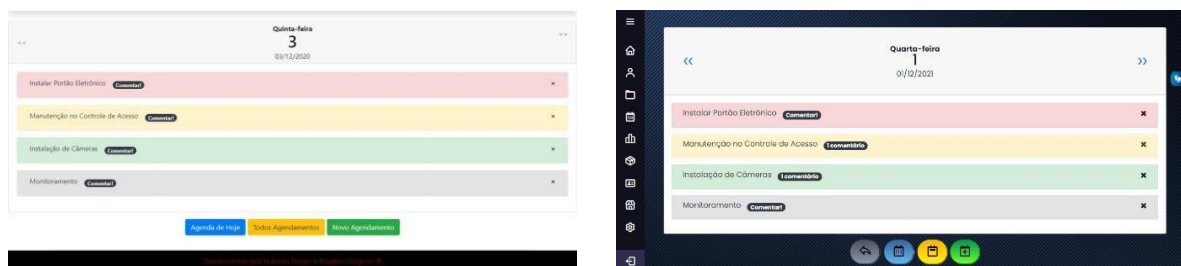 Quinta-feira
<<
3
>>
03/12/2020
Instalar Portão Eletrônico Comentar!
×
Manutenção no Controle de Acesso Comentar!
×
Instalação de Câmeras Comentar!
×
Monitoramento Comentar!
×
Agenda de Hoje Todos Agendamentos Novo Agendamento
Quarta-feira
<<
1
>>
01/12/2021
Instalar Portão Eletrônico Comentar!
×
Manutenção no Controle de Acesso 1 comentário
×
Instalação de Câmeras 1 comentário
×
Monitoramento Comentar!
×